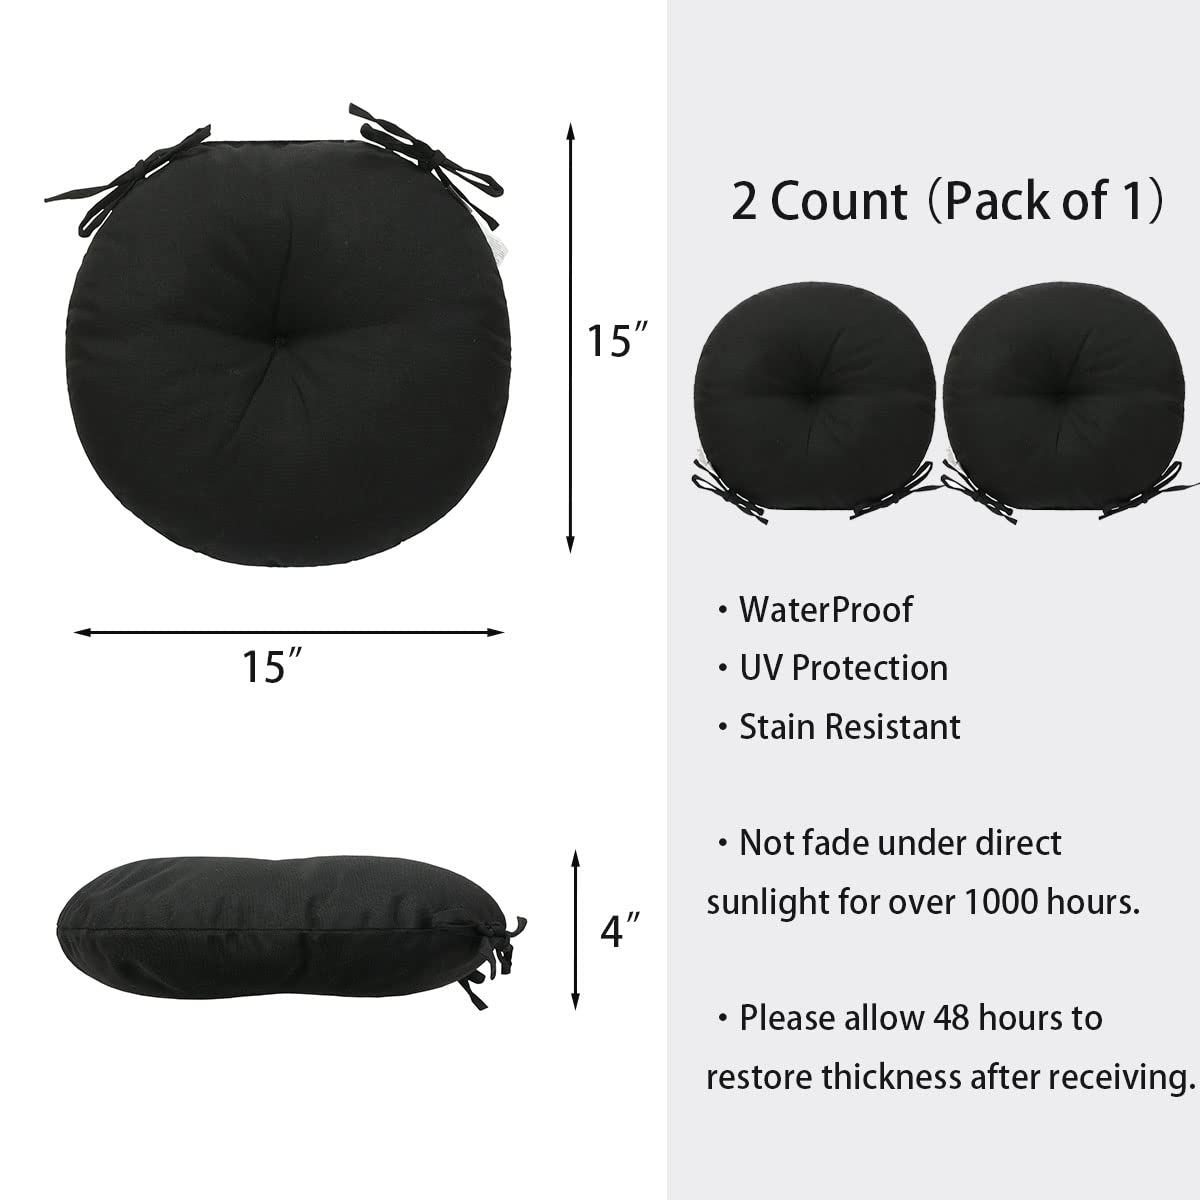 2 Count (Pack of 1)
15″
15″
4″
• WaterProof
• UV Protection
• Stain Resistant
• Not fade under direct
sunlight for over 1000 hours.
• Please allow 48 hours to
restore thickness after receiving.